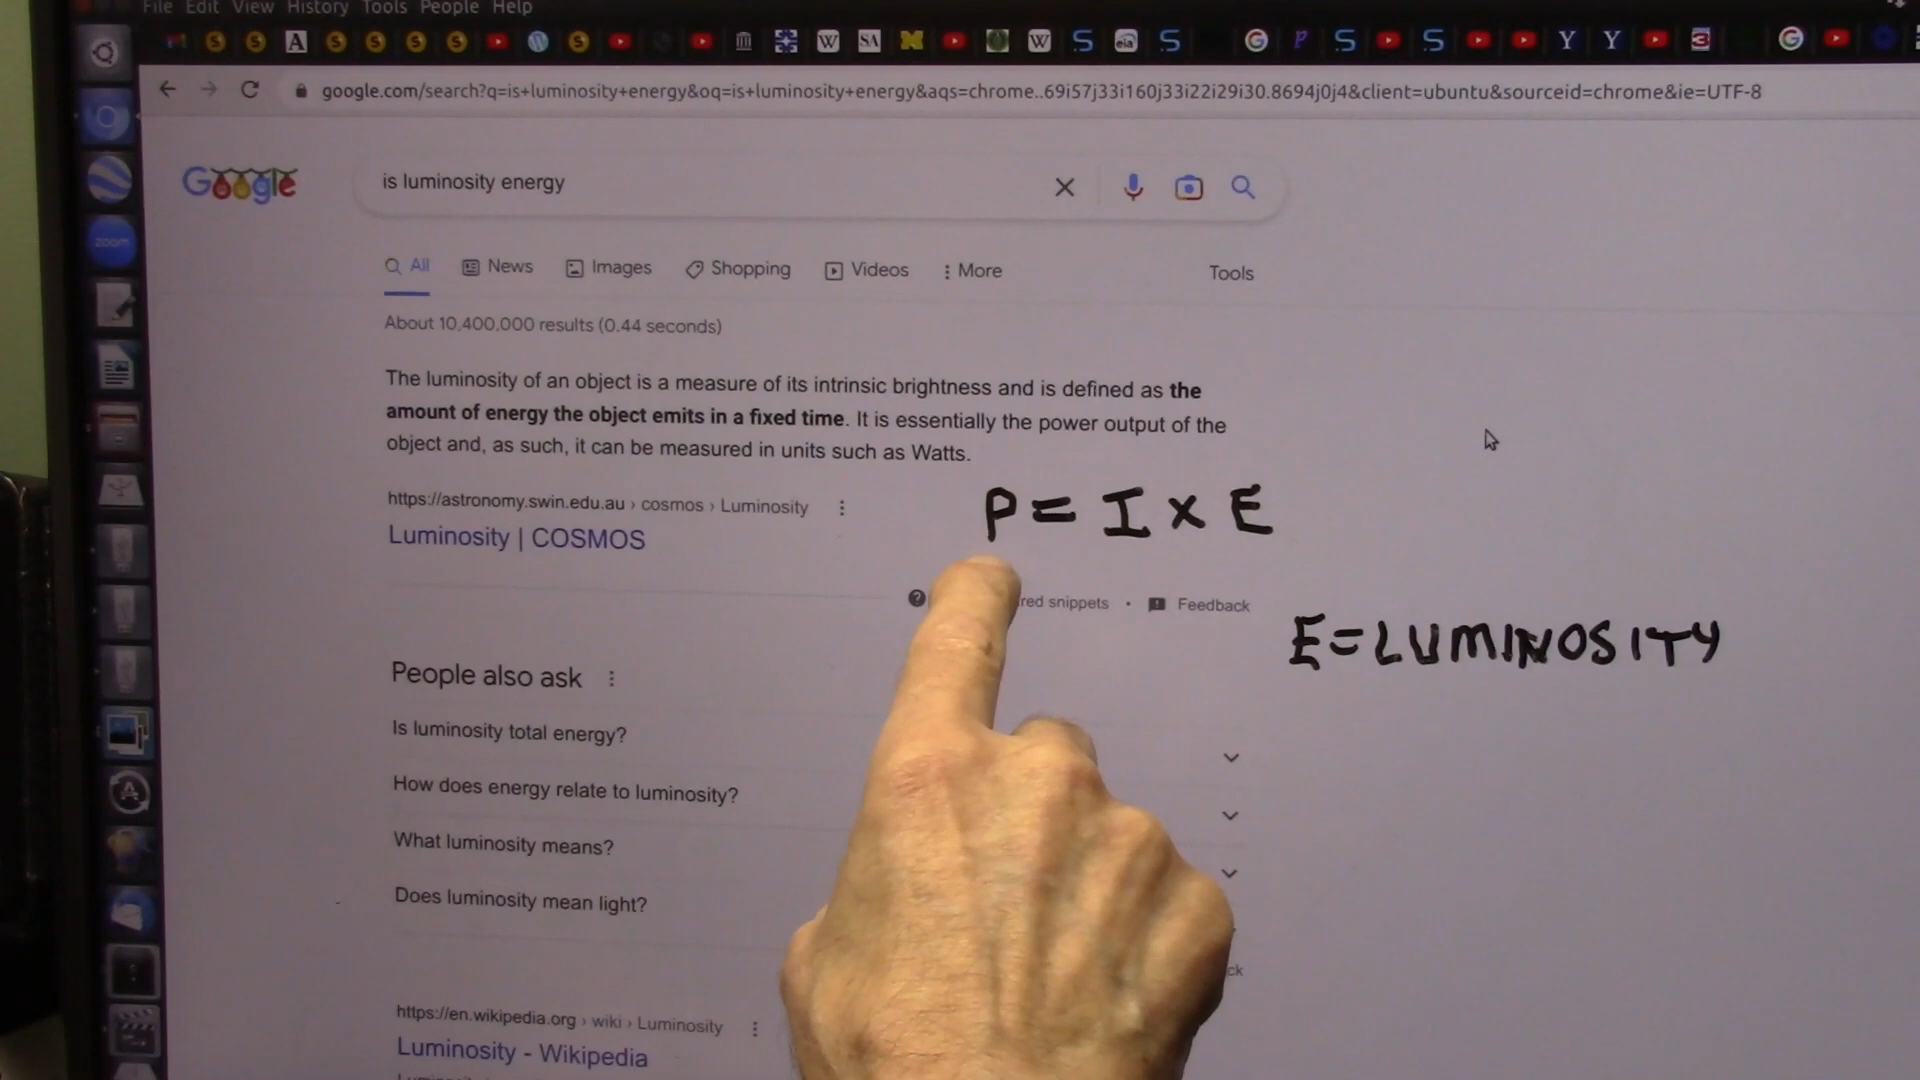 File Edit View History Tools People Help
google.com/search?q=is+luminosity+energy&oq=is+luminosity+energy&aqs=chrome..69i57j33i160j33i22i29i30.8694j0j4&client=ubuntu&sourceid=chrome&ie=UTF-8
Google
is luminosity energy
zoom
All News Images Shopping Videos More Tools
About 10,400,000 results (0.44 seconds)
The luminosity of an object is a measure of its intrinsic brightness and is defined as the
amount of energy the object emits in a fixed time. It is essentially the power output of the
object and, as such, it can be measured in units such as Watts.
https://astronomy.swin.edu.au › cosmos › Luminosity
Luminosity | COSMOS
P = I x E
red snippets • Feedback
E=LUMINOSITY
People also ask
Is luminosity total energy?
How does energy relate to luminosity?
What luminosity means?
Does luminosity mean light?
ck
https://en.wikipedia.org › wiki › Luminosity
Luminosity - Wikipedia